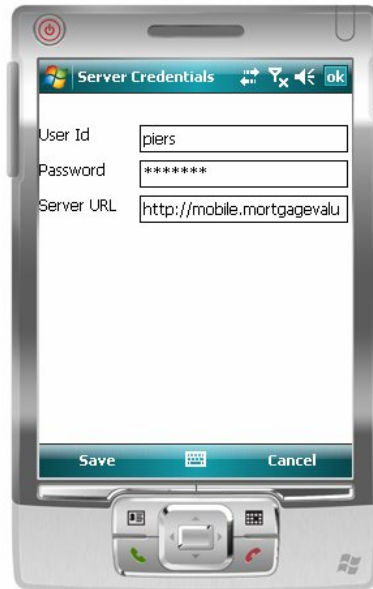 Server Credentials ok
User Id piers
Password *******
Server URL http://mobile.mortgagevalu
Save Cancel